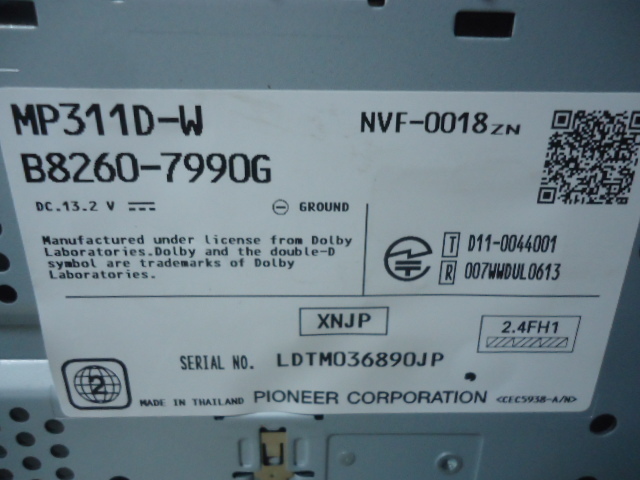 MP311D-W
NVF-0018ZN
B8260-7990G
DC.13.2 V
GROUND
Manufactured under license from Dolby
Laboratories.Dolby and the double-D
symbol are trademarks of Dolby
Laboratories.
T D11-0044001
R 007WWDUL0613
XNJP
2.4FH1
SERIAL NO. LDTM036890JP
2
MADE IN THAILAND PIONEER CORPORATION <CEC5938-A/N>